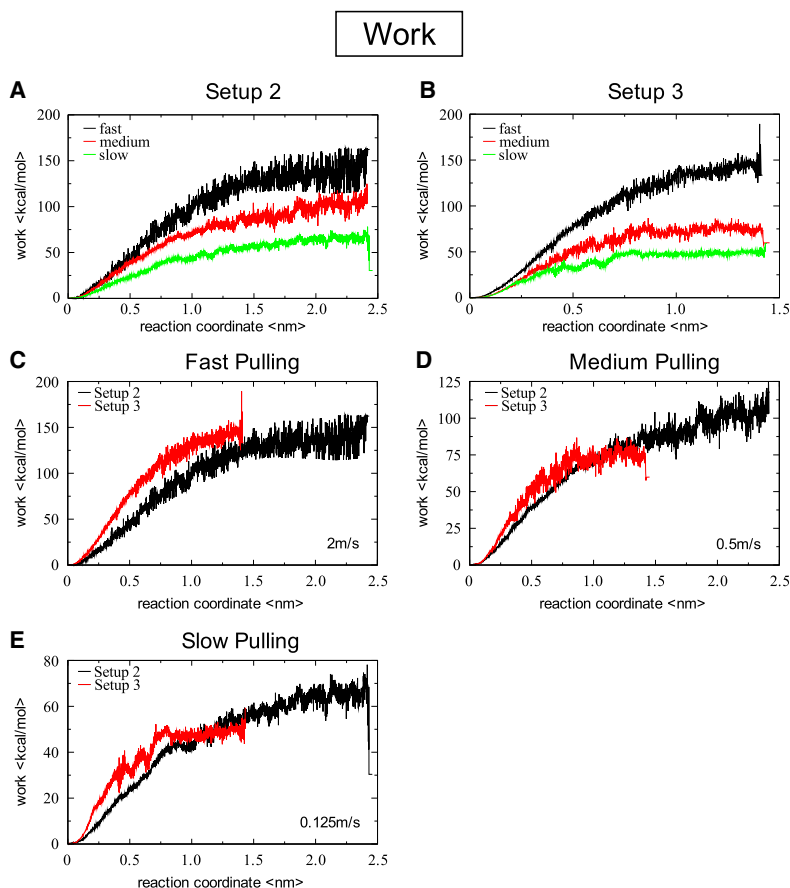 Work
A
Setup 2
200
150
100
50
0
work <kcal/mol>
fast
medium
slow
0
0.5
1.0
1.5
2.0
2.5
reaction coordinate <nm>
B
Setup 3
200
150
100
50
0
work <kcal/mol>
fast
medium
slow
0.5
1.0
1.5
reaction coordinate <nm>
C
Fast Pulling
200
150
100
50
0
work <kcal/mol>
Setup 2
Setup 3
2m/s
0
0.5
1.0
1.5
2.0
2.5
reaction coordinate <nm>
D
Medium Pulling
125
100
75
50
25
0
work <kcal/mol>
Setup 2
Setup 3
0.5m/s
0
0.5
1.0
1.5
2.0
2.5
reaction coordinate <nm>
E
Slow Pulling
80
60
40
20
0
work <kcal/mol>
Setup 2
Setup 3
0.125m/s
0
0.5
1.0
1.5
2.0
2.5
reaction coordinate <nm>